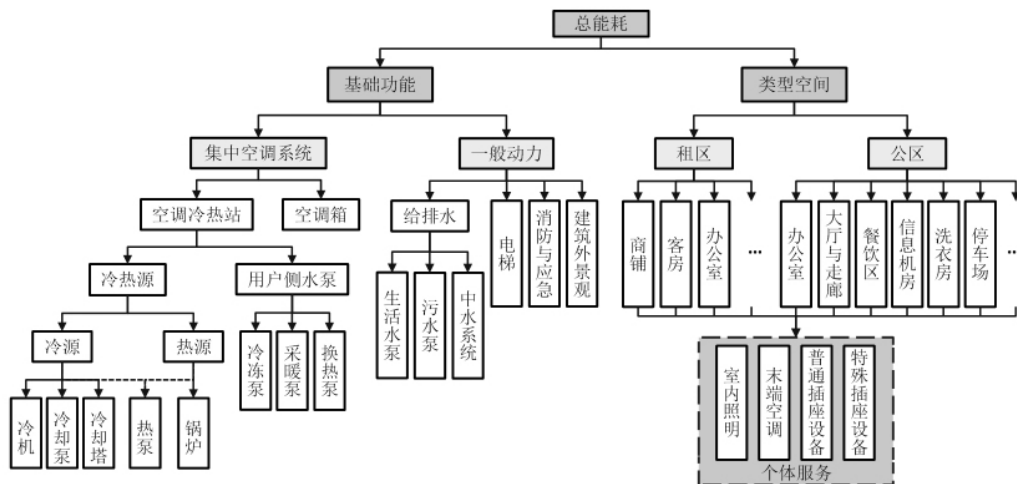 总能耗
基础功能
类型空间
集中空调系统
一般动力
租区
公区
空调冷热站
空调箱
给排水
电梯
消防与应急
建筑外景观
商铺
客房
办公室
...
办公室
大厅与走廊
餐饮区
信息机房
洗衣房
停车场
...
冷热源
用户侧水泵
生活水泵
污水泵
中水系统
冷源
热源
冷冻泵
采暖泵
换热泵
冷机
冷却泵
冷却塔
热泵
锅炉
室内照明
末端空调
普通插座设备
特殊插座设备
个体服务